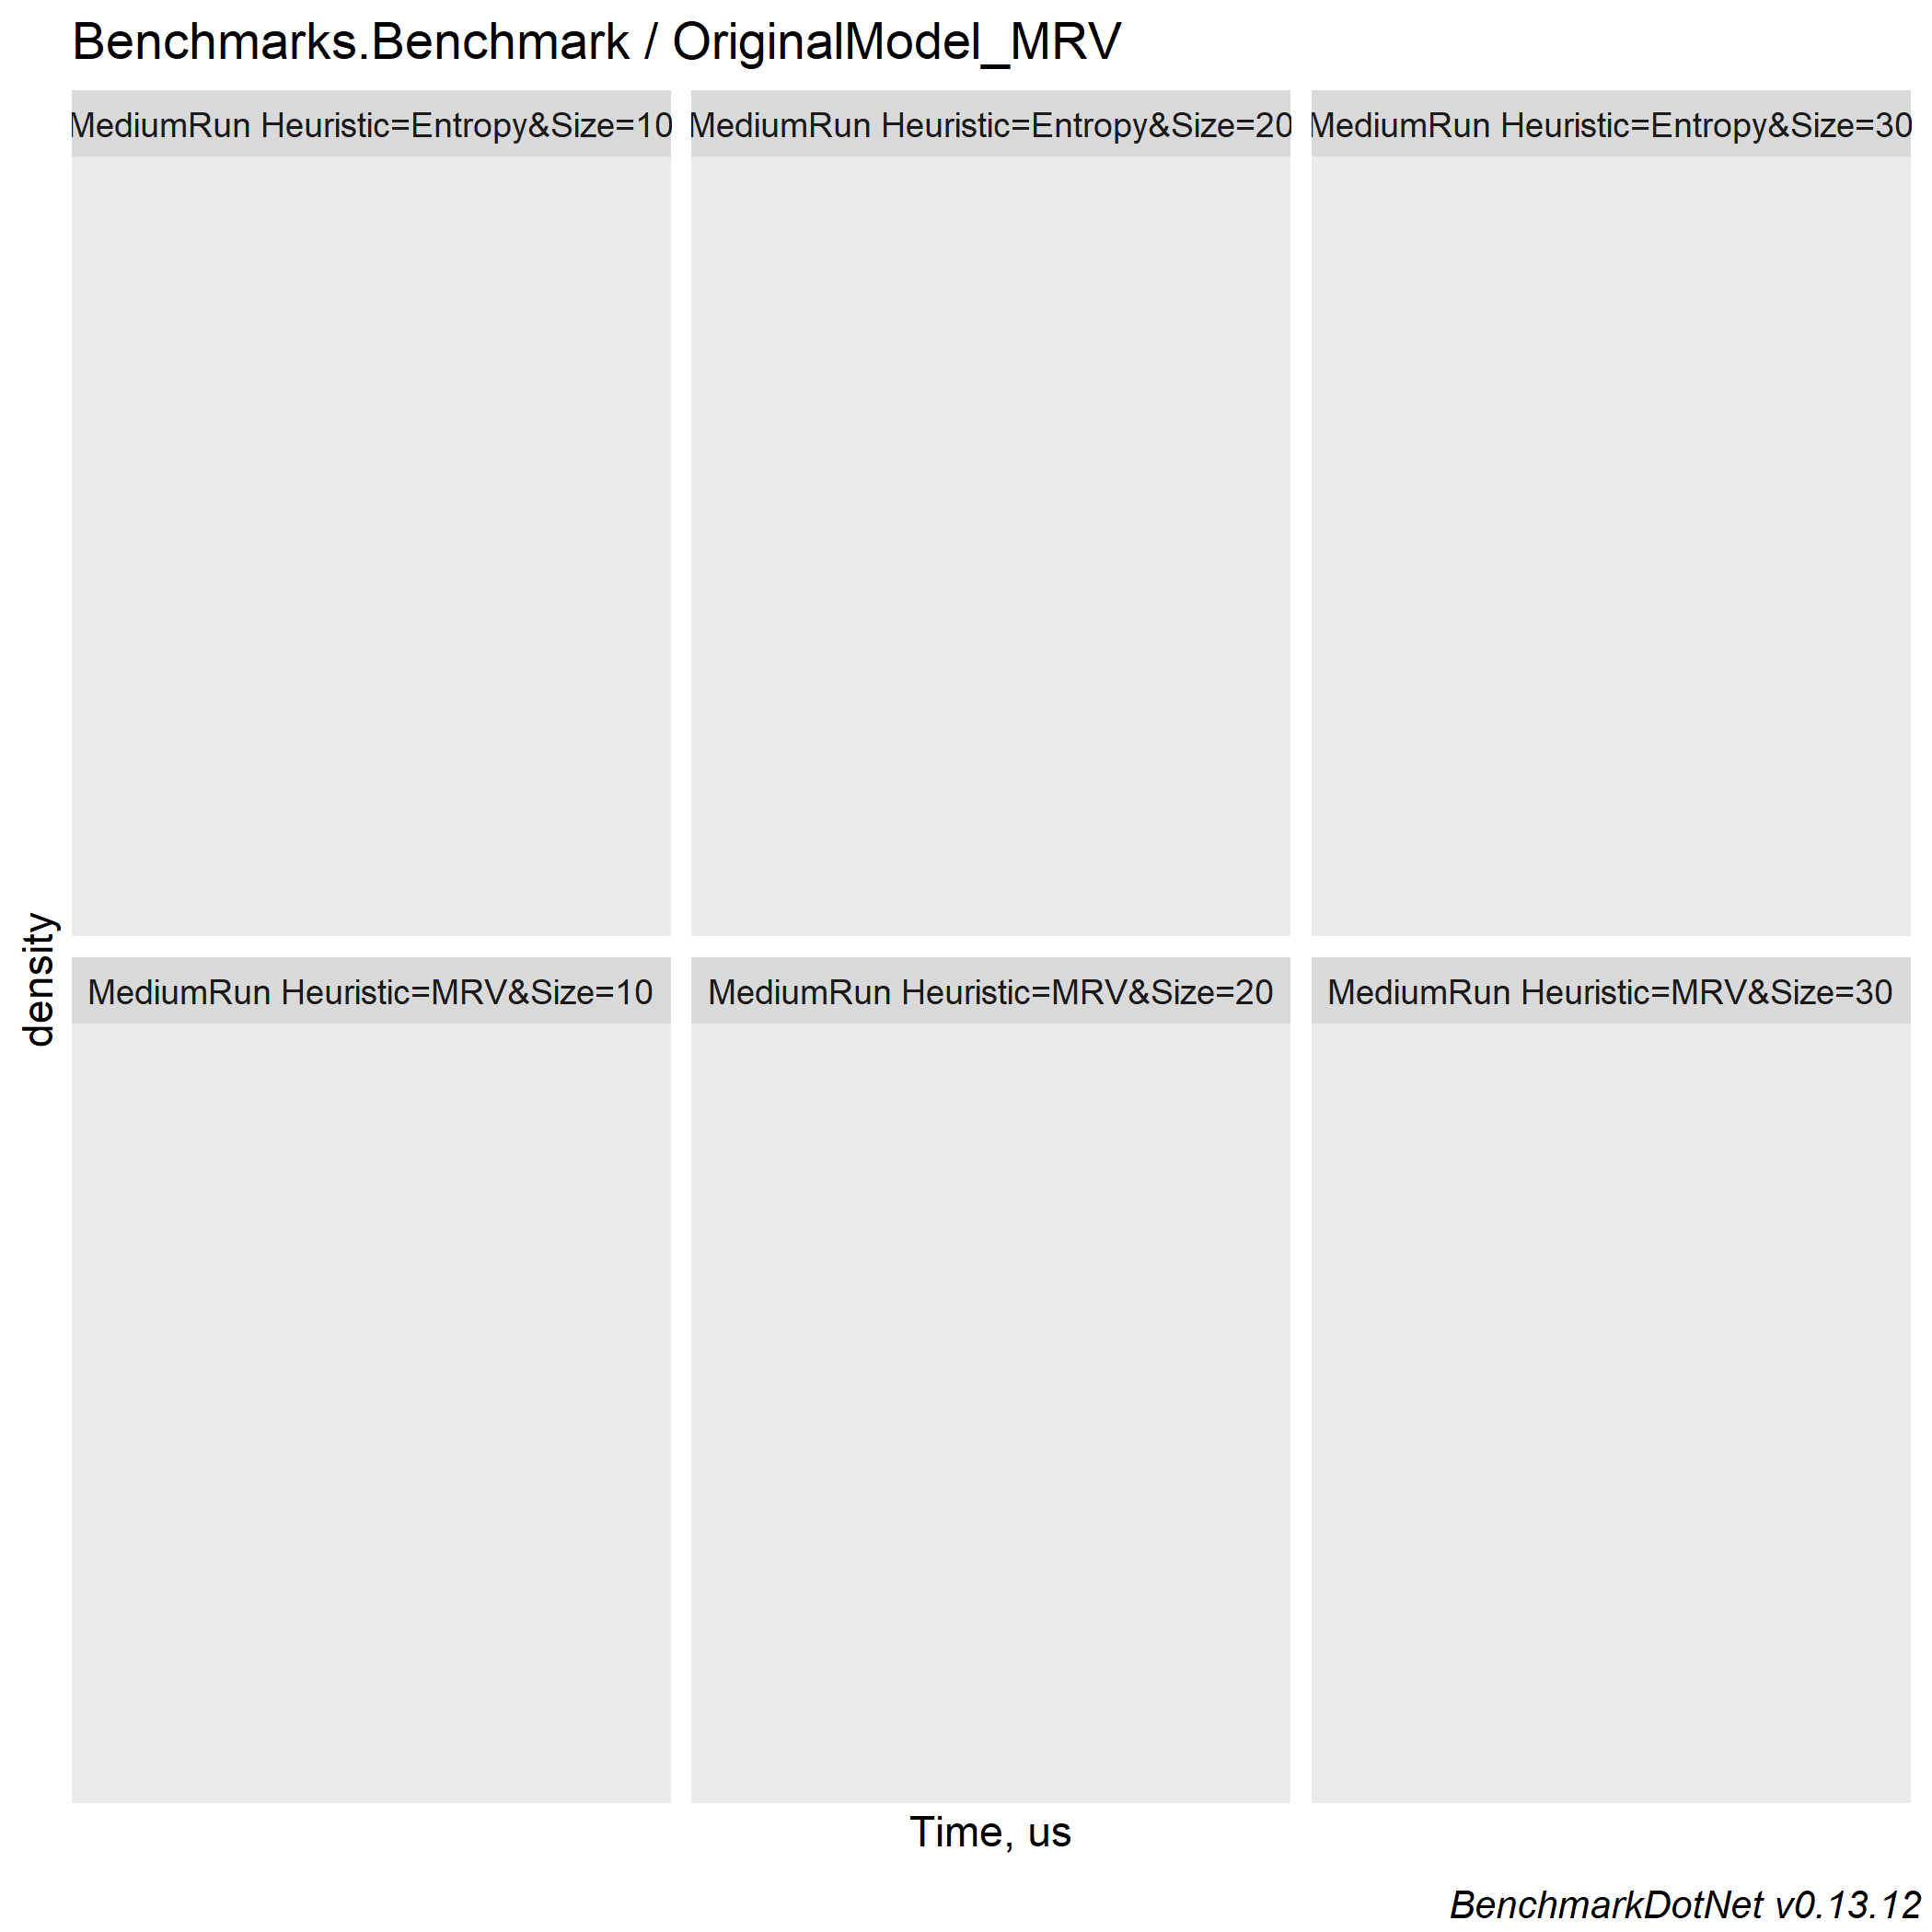 Benchmarks.Benchmark / OriginalModel_MRV
MediumRun Heuristic=Entropy&Size=10
MediumRun Heuristic=Entropy&Size=20
MediumRun Heuristic=Entropy&Size=30
density
MediumRun Heuristic=MRV&Size=10
MediumRun Heuristic=MRV&Size=20
MediumRun Heuristic=MRV&Size=30
Time, us
BenchmarkDotNet v0.13.12